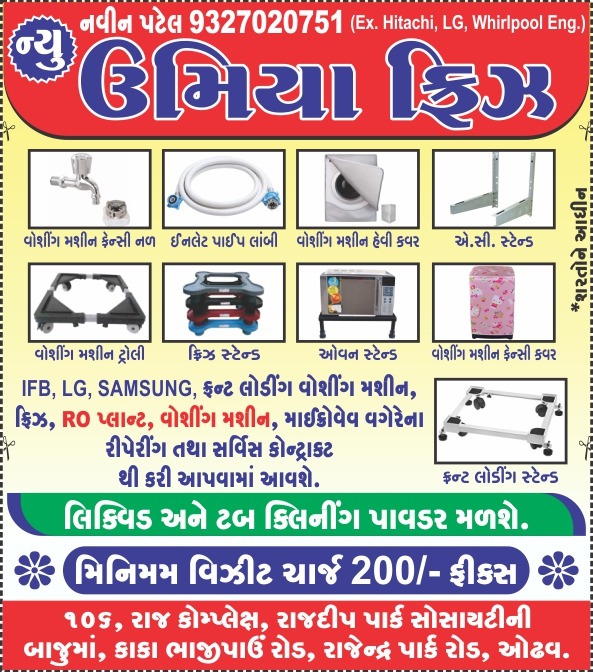 નવીન પટેલ 9327020751 (Ex. Hitachi, LG, Whirlpool Eng.)
ન્યુ
ઉમિયા ફ્રિઝ
વોશીંગ મશીન ફેન્સી નળ
ઈનલેટ પાઈપ લાંબી
વોશીંગ મશીન હેવી કવર
એ.સી. સ્ટેન્ડ
*શરતોને આધીન
વોશીંગ મશીન ટ્રોલી
ફ્રિઝ સ્ટેન્ડ
ઓવન સ્ટેન્ડ
વોશીંગ મશીન ફેન્સી કવર
IFB, LG, SAMSUNG, ફ્રન્ટ લોડીંગ વોશીંગ મશીન,
ફ્રિઝ, RO પ્લાન્ટ, વોશીંગ મશીન, માઈક્રોવેવ વગેરેના
રીપેરીંગ તથા સર્વિસ કોન્ટ્રાક્ટ
થી કરી આપવામાં આવશે.
ફ્રન્ટ લોડીંગ સ્ટેન્ડ
લિક્વિડ અને ટબ ક્લિનીંગ પાવડર મળશે.
મિનિમમ વિઝીટ ચાર્જ 200/- ફીક્સ
૧૦૬, રાજ કોમ્પ્લેક્ષ, રાજદીપ પાર્ક સોસાયટીની
બાજુમાં, કાકા ભાજીપાઉં રોડ, રાજેન્દ્ર પાર્ક રોડ, ઓઢવ.